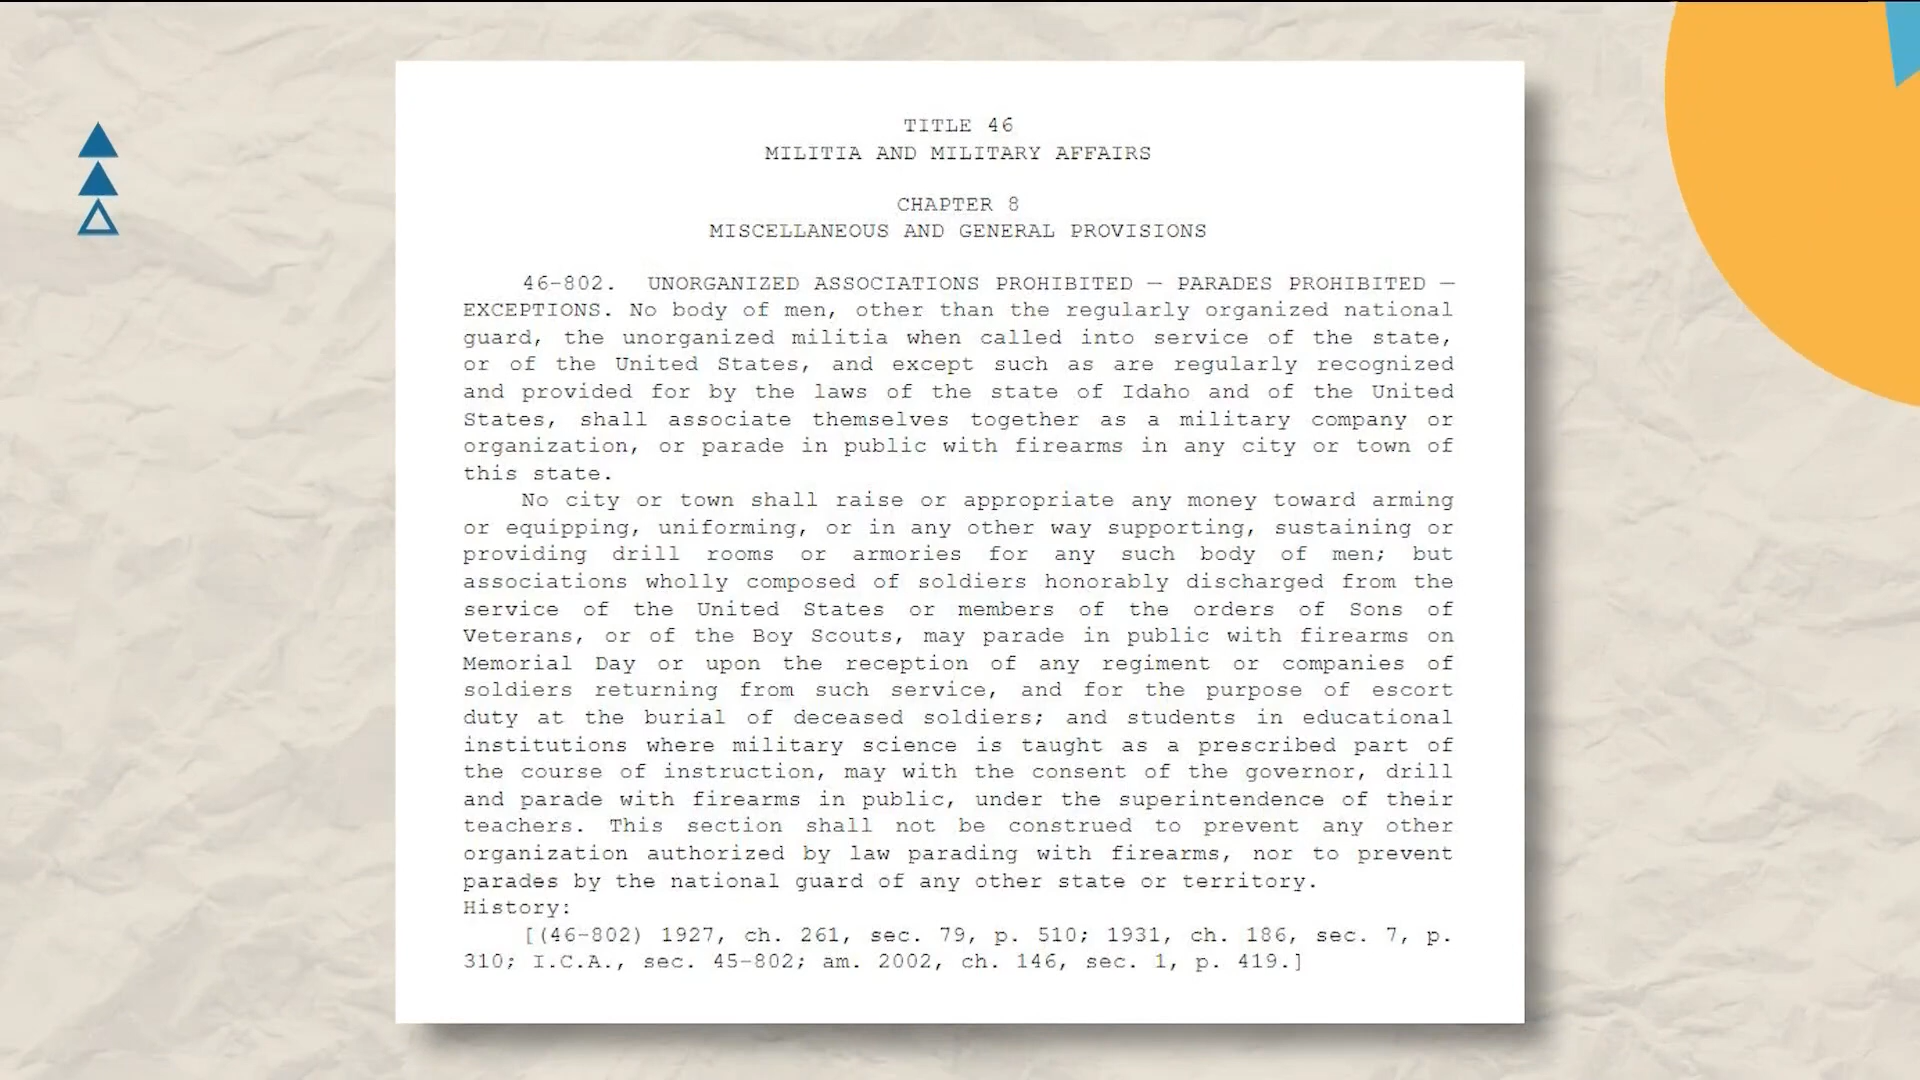 TITLE 46
MILITIA AND MILITARY AFFAIRS
CHAPTER 8
MISCELLANEOUS AND GENERAL PROVISIONS
46-802. UNORGANIZED ASSOCIATIONS PROHIBITED — PARADES PROHIBITED —
EXCEPTIONS. No body of men, other than the regularly organized national
guard, the unorganized militia when called into service of the state,
or of the United States, and except such as are regularly recognized
and provided for by the laws of the state of Idaho and of the United
States, shall associate themselves together as a military company or
organization, or parade in public with firearms in any city or town of
this state.
No city or town shall raise or appropriate any money toward arming
or equipping, uniforming, or in any other way supporting, sustaining or
providing drill rooms or armories for any such body of men; but
associations wholly composed of soldiers honorably discharged from the
service of the United States or members of the orders of Sons of
Veterans, or of the Boy Scouts, may parade in public with firearms on
Memorial Day or upon the reception of any regiment or companies of
soldiers returning from such service, and for the purpose of escort
duty at the burial of deceased soldiers; and students in educational
institutions where military science is taught as a prescribed part of
the course of instruction, may with the consent of the governor, drill
and parade with firearms in public, under the superintendence of their
teachers. This section shall not be construed to prevent any other
organization authorized by law parading with firearms, nor to prevent
parades by the national guard of any other state or territory.
History:
[(46-802) 1927, ch. 261, sec. 79, p. 510; 1931, ch. 186, sec. 7, p.
310; I.C.A., sec. 45-802; am. 2002, ch. 146, sec. 1, p. 419.]